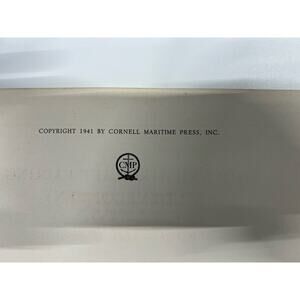 COPYRIGHT 1941 BY CORNELL MARITIME PRESS, INC.
CMP